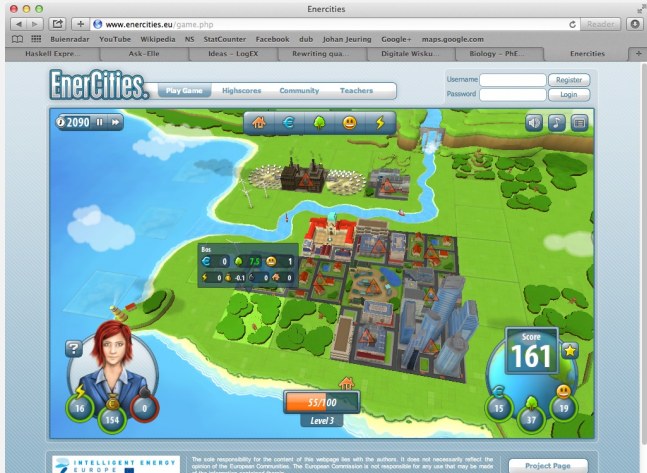 Enercities
www.enercities.eu/game.php
Reader
Buienradar YouTube Wikipedia NS StatCounter Facebook dub Johan Jeuring Google+ maps.google.com
Haskell Expre... Ask-Elle Ideas – LogEX Rewriting qua... Digitale Wisku... Biology – PhE... Enercities +
EnerCities.
Play Game Highscores Community Teachers
Username Register
Password Login
2090
Bos
0 7.5 1
0 -0.1 0 0
?
16 154 0
55/100
Level 3
Score
161
15 37 19
INTELLIGENT ENERGY
EUROPE
The sole responsibility for the content of this webpage lies with the authors. It does not necessarily reflect the
opinion of the European Communities. The European Commission is not responsible for any use that may be made
of the information contained therein.
Project Page